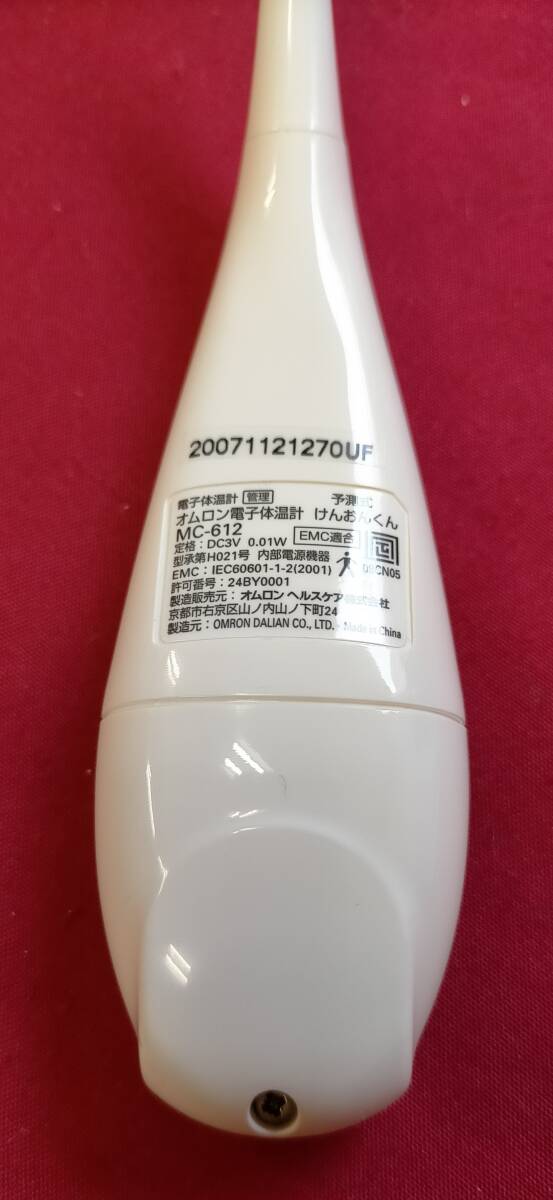 20071121270UF
電子体温計 管理 予測式
オムロン電子体温計 けんおんくん
MC-612 EMC適合
定格:DC3V 0.01W
型承第H021号 内部電源機器
EMC:IEC60601-1-2(2001) 09CN05
許可番号:24BY0001
製造販売元:オムロン ヘルスケア株式会社
京都市右京区山ノ内山ノ下町24
製造元:OMRON DALIAN CO., LTD. Made in China